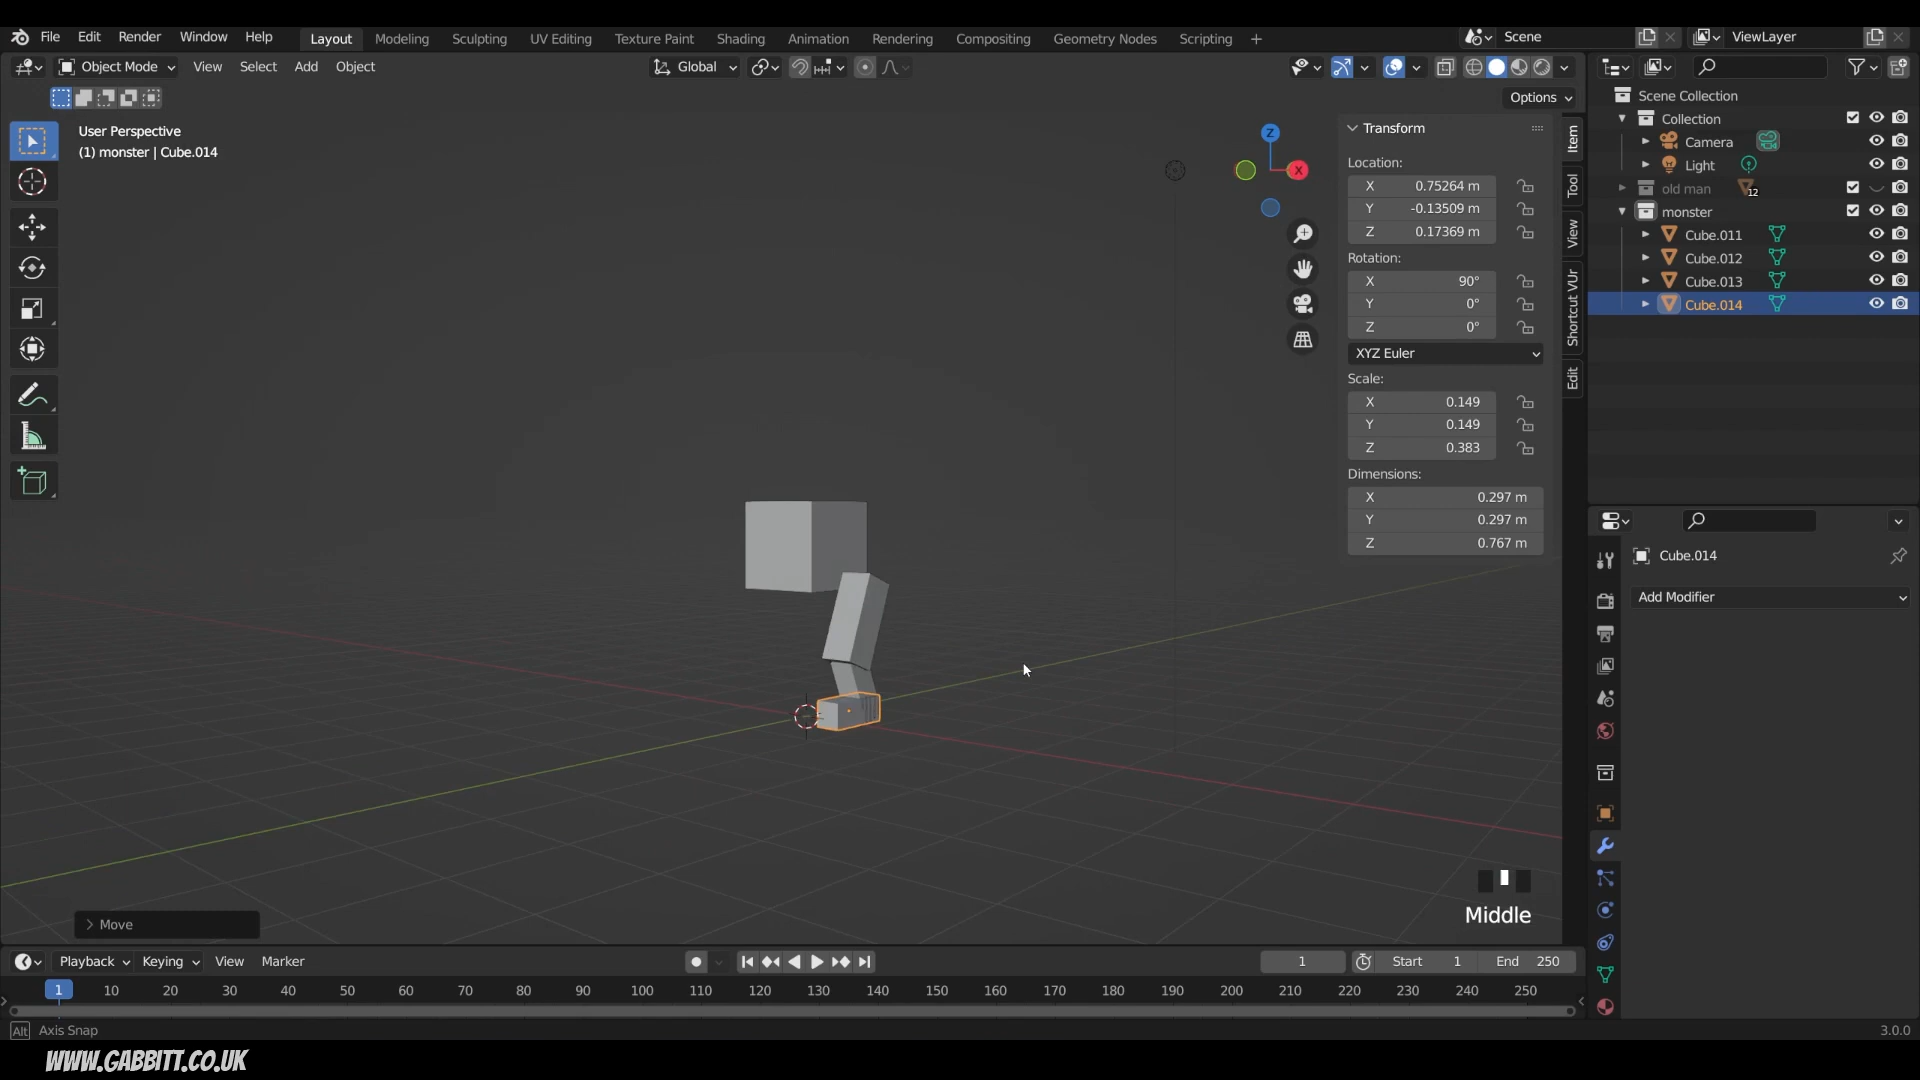 File Edit Render Window Help Layout Modeling Sculpting UV Editing Texture Paint Shading Animation Rendering Compositing Geometry Nodes Scripting + Scene ViewLayer
Object Mode View Select Add Object Global
Options
User Perspective
(1) monster | Cube.014
Z
X
Transform
Location:
X 0.75264 m
Y -0.13509 m
Z 0.17369 m
Rotation:
X 90°
Y 0°
Z 0°
XYZ Euler
Scale:
X 0.149
Y 0.149
Z 0.383
Dimensions:
X 0.297 m
Y 0.297 m
Z 0.767 m
Item
Tool
View
Shortcut VUr
Edit
Scene Collection
Collection
Camera
Light
old man 12
monster
Cube.011
Cube.012
Cube.013
Cube.014
Cube.014
Add Modifier
Middle
Move
Playback Keying View Marker 1 Start 1 End 250
1 10 20 30 40 50 60 70 80 90 100 110 120 130 140 150 160 170 180 190 200 210 220 230 240 250
Alt Axis Snap 3.0.0
WWW.GABBITT.CO.UK